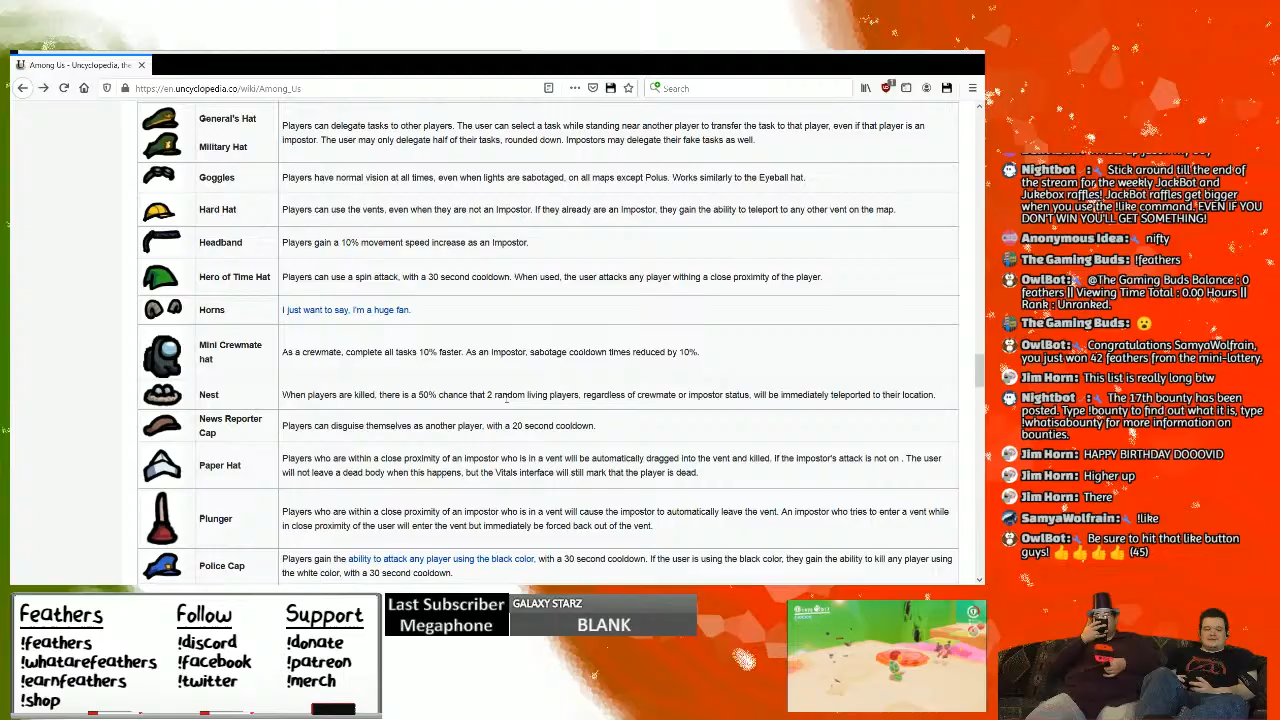 Among Us - Uncyclopedia, the
https://en.uncyclopedia.co/wiki/Among_Us
Search
General's Hat
Military Hat
Players can delegate tasks to other players. The user can select a task while standing near another player to transfer the task to that player, even if that player is an
impostor. The user may only delegate half of their tasks, rounded down. Impostors may delegate their fake tasks as well.
Goggles
Players have normal vision at all times, even when lights are sabotaged, on all maps except Polus. Works similarly to the Eyeball hat.
Hard Hat
Players can use the vents, even when they are not an Impostor. If they already are an Impostor, they gain the ability to teleport to any other vent on the map.
Headband
Players gain a 10% movement speed increase as an Impostor.
Hero of Time Hat
Players can use a spin attack, with a 30 second cooldown. When used, the user attacks any player withing a close proximity of the player.
Horns
I just want to say, I'm a huge fan.
Mini Crewmate
hat
As a crewmate, complete all tasks 10% faster. As an impostor, sabotage cooldown times reduced by 10%.
Nest
When players are killed, there is a 50% chance that 2 random living players, regardless of crewmate or impostor status, will be immediately teleported to their location.
News Reporter
Cap
Players can disguise themselves as another player, with a 20 second cooldown.
Paper Hat
Players who are within a close proximity of an impostor who is in a vent will be automatically dragged into the vent and killed. If the impostor's attack is not on . The user
will not leave a dead body when this happens, but the Vitals interface will still mark that the player is dead.
Plunger
Players who are within a close proximity of an impostor who is in a vent will cause the impostor to automatically leave the vent. An impostor who tries to enter a vent while
in close proximity of the user will enter the vent but immediately be forced back out of the vent.
Police Cap
Players gain the ability to attack any player using the black color, with a 30 second cooldown. If the user is using the black color, they gain the ability to kill any player using
the white color, with a 30 second cooldown.
Nightbot : Stick around till the end of
the stream for the weekly JackBot and
Jukebox raffles! JackBot raffles get bigger
when you use the !like command. EVEN IF YOU
DON'T WIN YOU'LL GET SOMETHING!
Anonymous Idea : nifty
The Gaming Buds : !feathers
OwlBot : @The Gaming Buds Balance : 0
feathers || Viewing Time Total : 0.00 Hours ||
Rank : Unranked.
The Gaming Buds :
OwlBot : Congratulations SamyaWolfrain,
you just won 42 feathers from the mini-lottery.
Jim Horn : This list is really long btw
Nightbot : The 17th bounty has been
posted. Type !bounty to find out what it is, type
!whatisabounty for more information on
bounties.
Jim Horn : HAPPY BIRTHDAY DOOOVID
Jim Horn : Higher up
Jim Horn : There
SamyaWolfrain : !like
OwlBot : Be sure to hit that like button
guys! (45)
feathers
!feathers
!whatarefeathers
!earnfeathers
!shop
Follow
!discord
!facebook
!twitter
Support
!donate
!patreon
!merch
Last Subscriber
Megaphone
GALAXY STARZ
BLANK